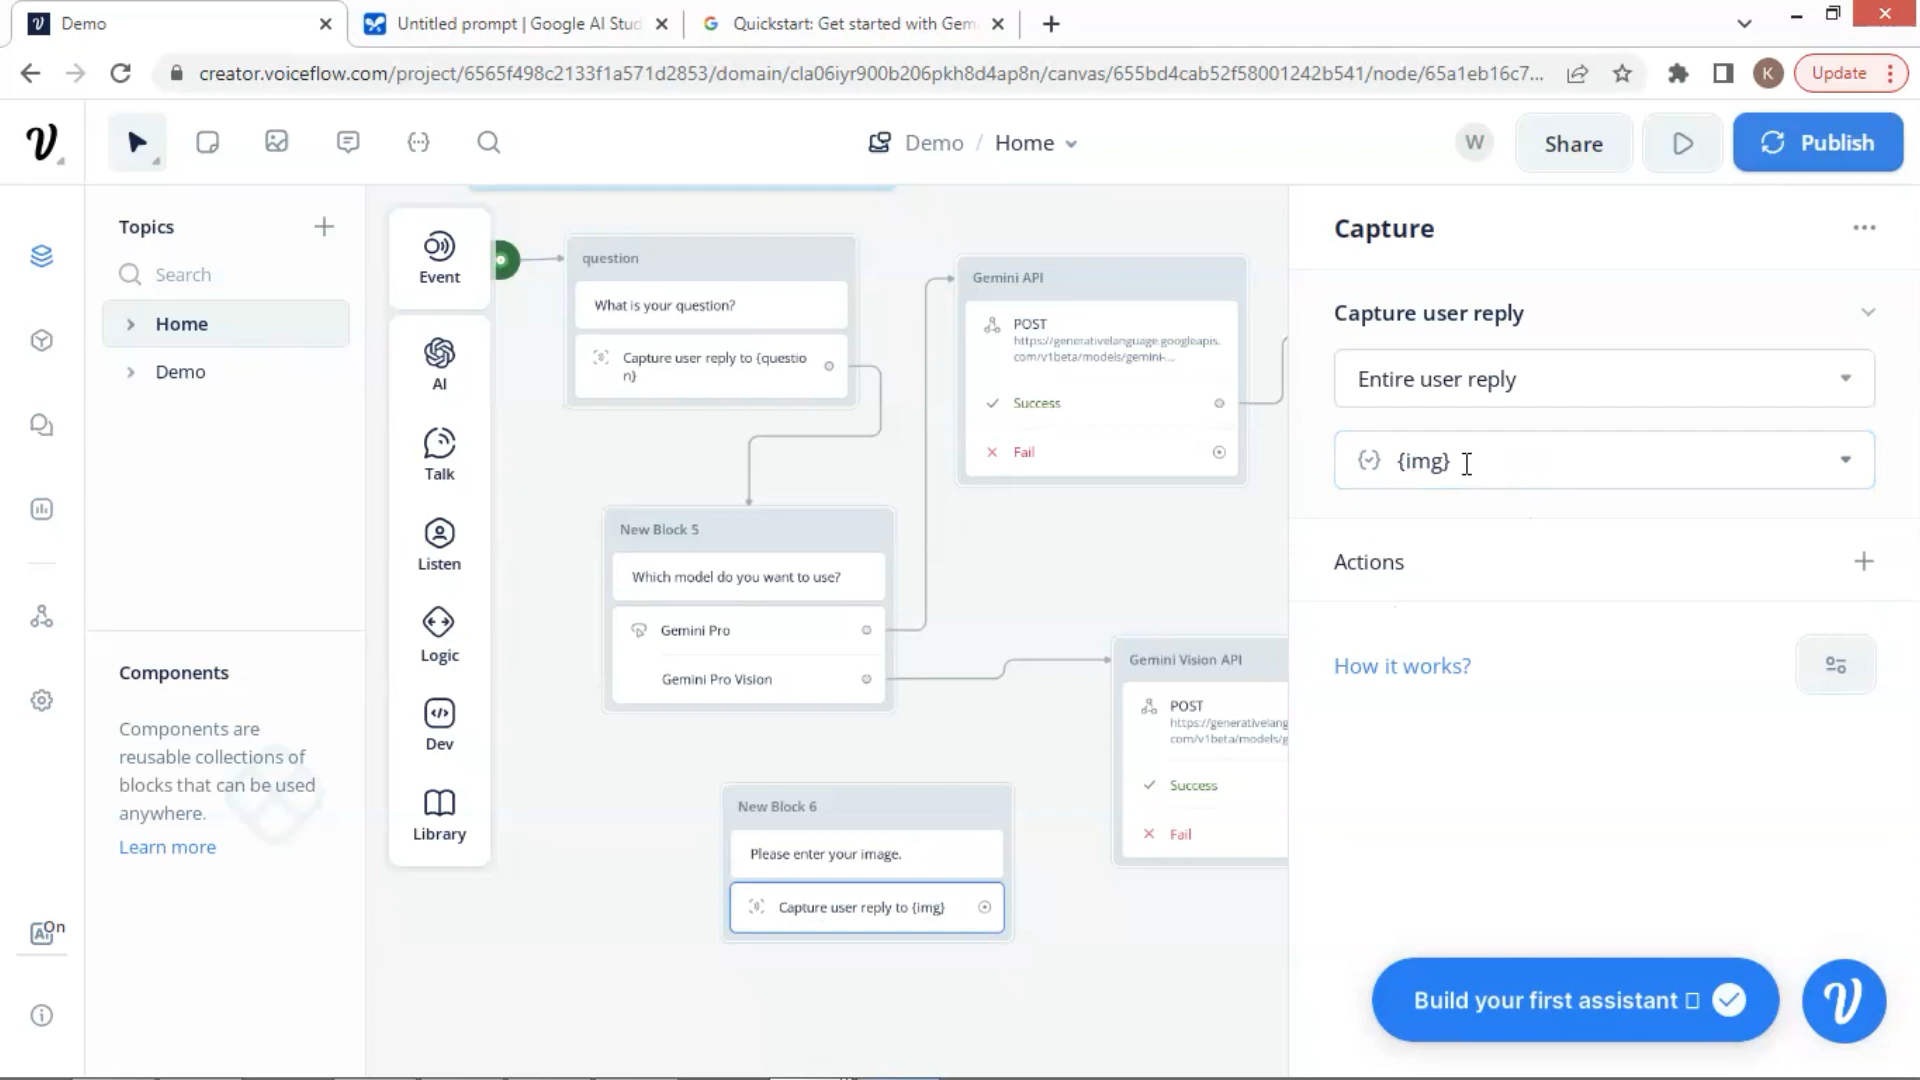 Demo
Untitled prompt | Google AI Stud
Quickstart: Get started with Gem
creator.voiceflow.com/project/6565f498c2133f1a571d2853/domain/cla06iyr900b206pkh8d4ap8n/canvas/655bd4cab52f58001242b541/node/65a1eb16c7...
K
Update
Demo / Home
W
Share
Publish
Topics
Search
Home
Demo
Components
Components are
reusable collections of
blocks that can be used
anywhere.
Learn more
On
Event
AI
Talk
Listen
Logic
Dev
Library
question
What is your question?
Capture user reply to {questio
n}
New Block 5
Which model do you want to use?
Gemini Pro
Gemini Pro Vision
New Block 6
Please enter your image.
Capture user reply to {img}
Gemini API
POST
https://generativelanguage.googleapis.
com/v1beta/models/gemini-...
Success
Fail
Gemini Vision API
POST
https://generativelang
com/v1beta/models/g
Success
Fail
Capture
Capture user reply
Entire user reply
{img}
Actions
How it works?
Build your first assistant